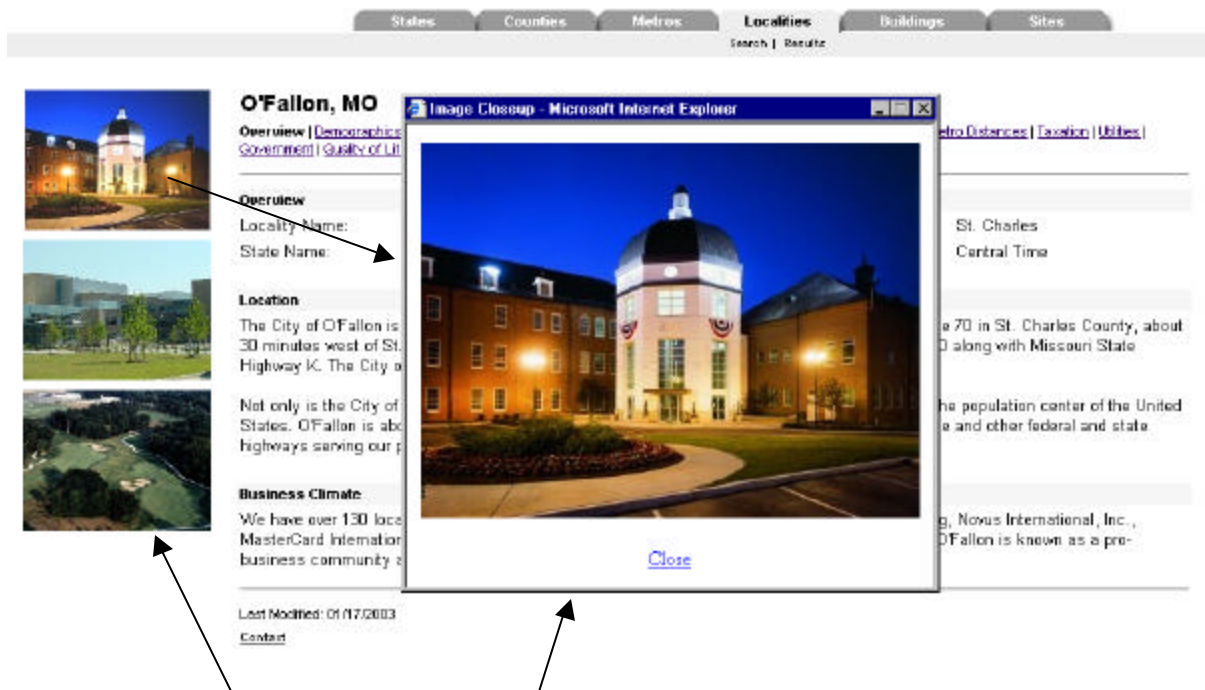 States Counties Metros Localities Buildings Sites
Search | Results
O'Fallon, MO
Image Closeup - Microsoft Internet Explorer
Overview | Demographics
etro Distances | Taxation | Utilities |
Government | Quality of Lif
Overview
Locality Name:
St. Charles
State Name:
Central Time
Location
The City of O'Fallon is
e 70 in St. Charles County, about
30 minutes west of St.
0 along with Missouri State
Highway K. The City o
Not only is the City of
he population center of the United
States. O'Fallon is abo
e and other federal and state
highways serving our p
Business Climate
We have over 130 loca
g, Novus International, Inc.,
MasterCard Internation
O'Fallon is known as a pro-
business community a
Close
Last Modified: 01/17/2003
Contact